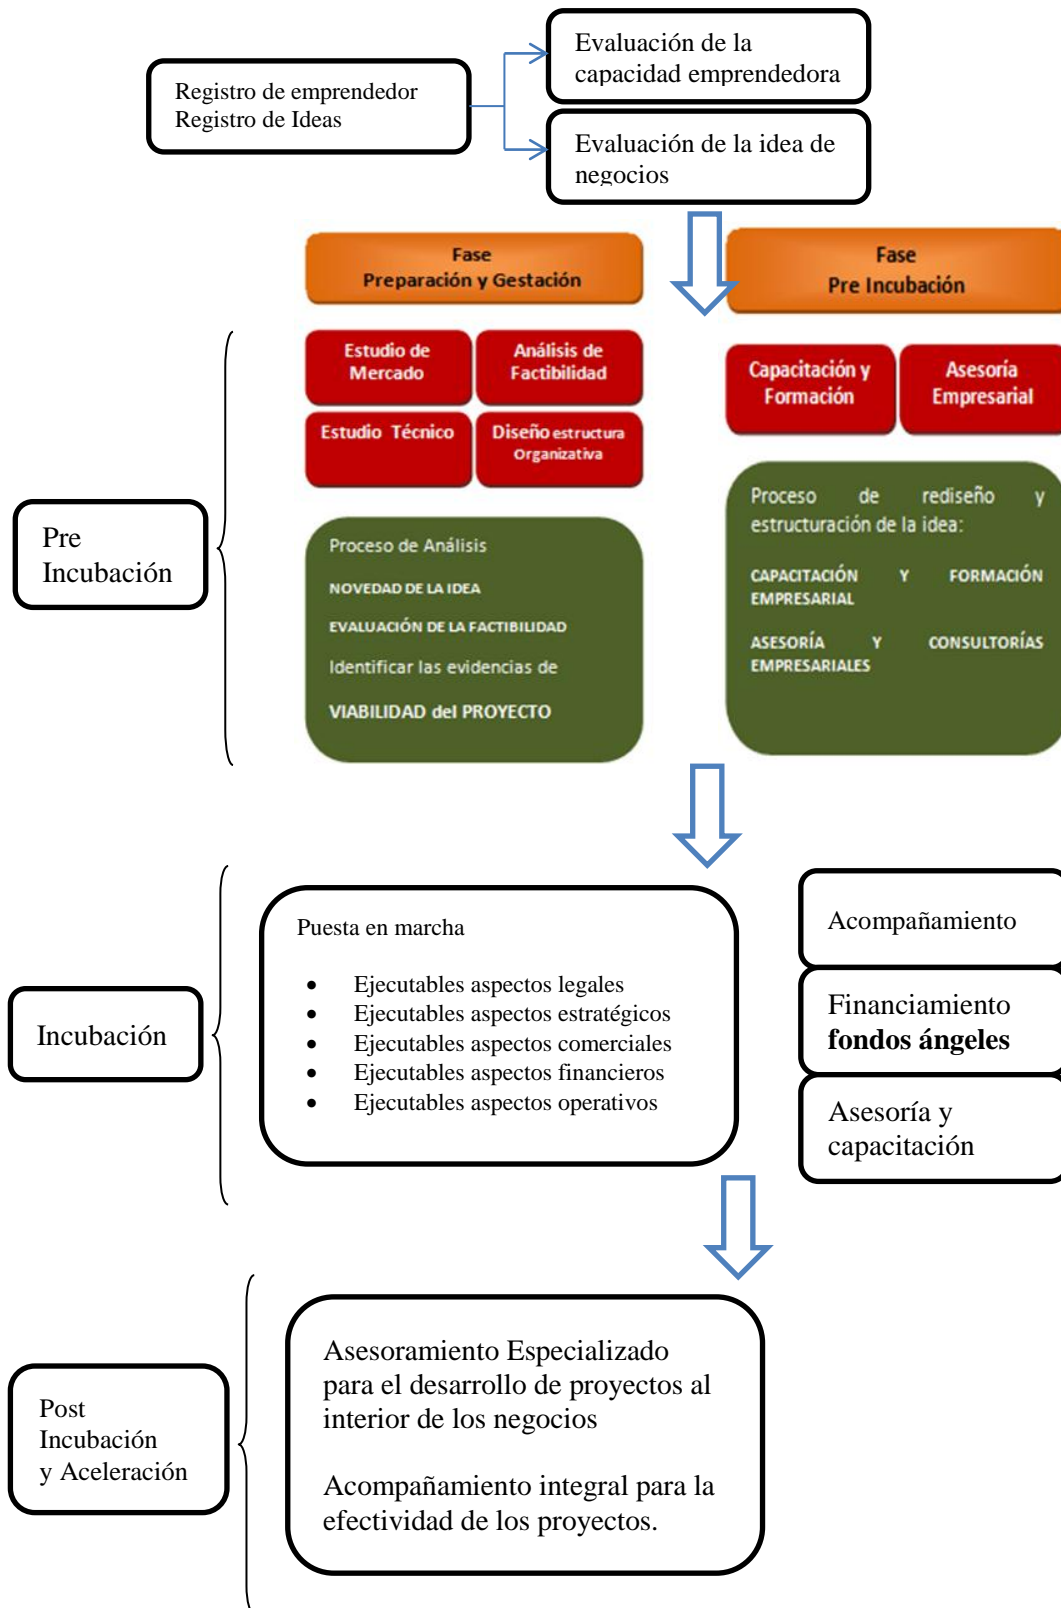 Registro de emprendedor
Registro de Ideas
Evaluación de la
capacidad emprendedora
Evaluación de la idea de
negocios
Fase
Preparación y Gestación
Fase
Pre Incubación
Estudio de
Mercado
Análisis de
Factibilidad
Estudio Técnico
Diseño estructura
Organizativa
Capacitación y
Formación
Asesoría
Empresarial
Pre
Incubación
Proceso de Análisis
NOVEDAD DE LA IDEA
EVALUACIÓN DE LA FACTIBILIDAD
Identificar las evidencias de
VIABILIDAD del PROYECTO
Proceso de rediseño y
estructuración de la idea:
CAPACITACIÓN Y FORMACIÓN
EMPRESARIAL
ASESORÍA Y CONSULTORÍAS
EMPRESARIALES
Incubación
Puesta en marcha
• Ejecutables aspectos legales
• Ejecutables aspectos estratégicos
• Ejecutables aspectos comerciales
• Ejecutables aspectos financieros
• Ejecutables aspectos operativos
Acompañamiento
Financiamiento
fondos ángeles
Asesoría y
capacitación
Post
Incubación
y Aceleración
Asesoramiento Especializado
para el desarrollo de proyectos al
interior de los negocios
Acompañamiento integral para la
efectividad de los proyectos.